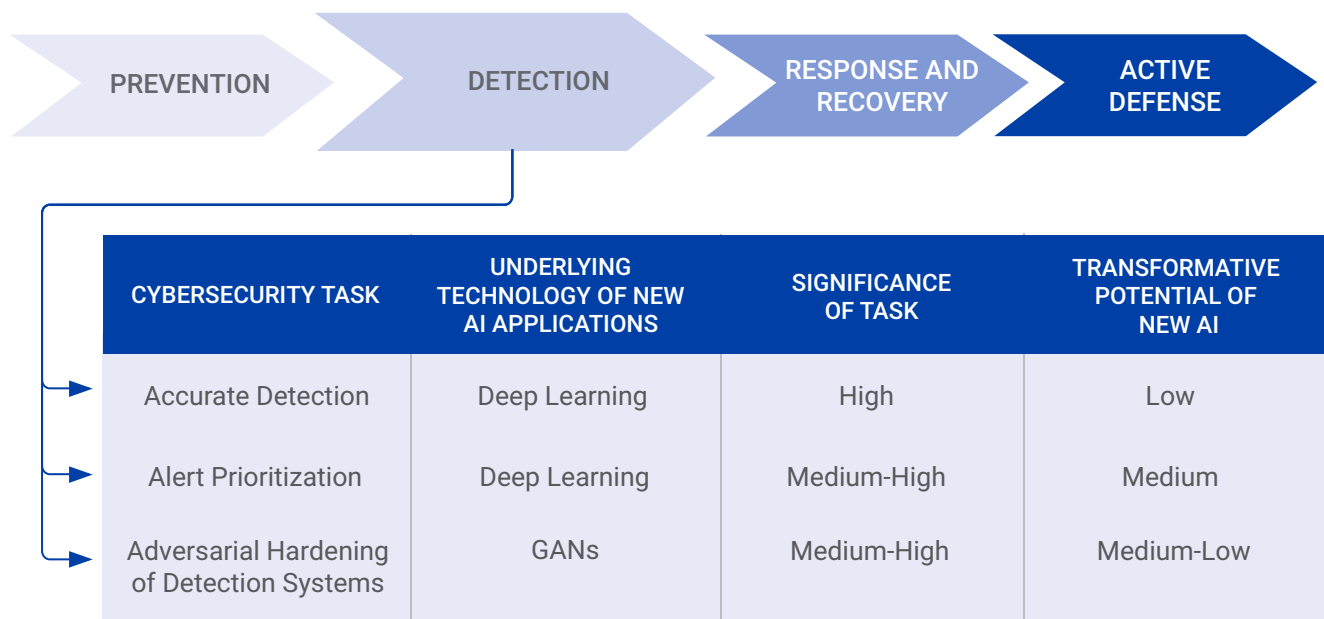 PREVENTION
DETECTION
RESPONSE AND
RECOVERY
ACTIVE
DEFENSE
CYBERSECURITY TASK
UNDERLYING
TECHNOLOGY OF NEW
AI APPLICATIONS
SIGNIFICANCE
OF TASK
TRANSFORMATIVE
POTENTIAL OF
NEW AI
Accurate Detection
Deep Learning
High
Low
Alert Prioritization
Deep Learning
Medium-High
Medium
Adversarial Hardening
of Detection Systems
GANs
Medium-High
Medium-Low